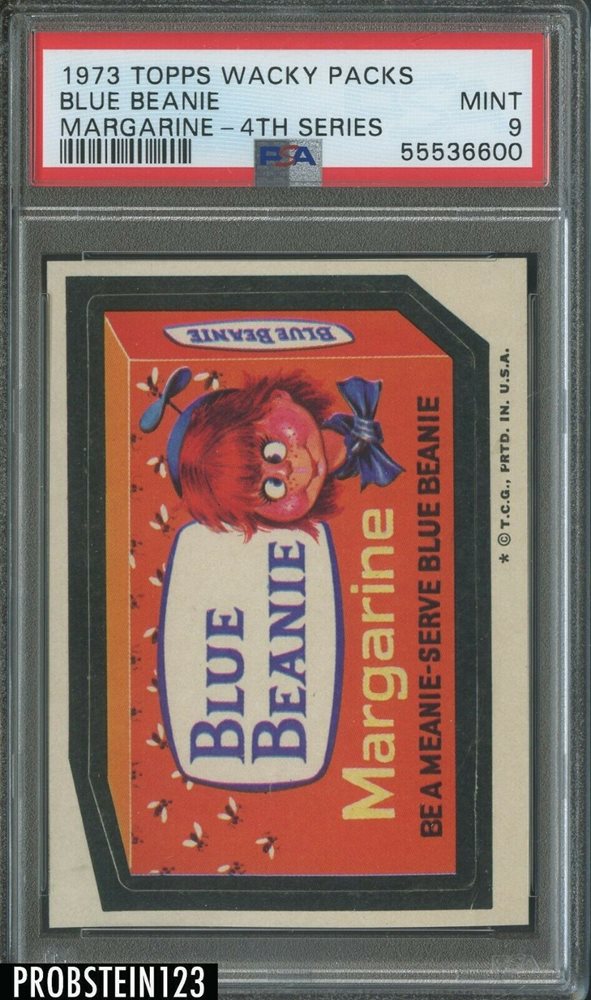 1973 TOPPS WACKY PACKS
BLUE BEANIE MINT
MARGARINE - 4TH SERIES 9
PSA 55536600
BLUE BEANIE
BLUE
BEANIE
Margarine
BE A MEANIE-SERVE BLUE BEANIE
* © T.C.G., PRTD. IN. U.S.A.
PROBSTEIN123